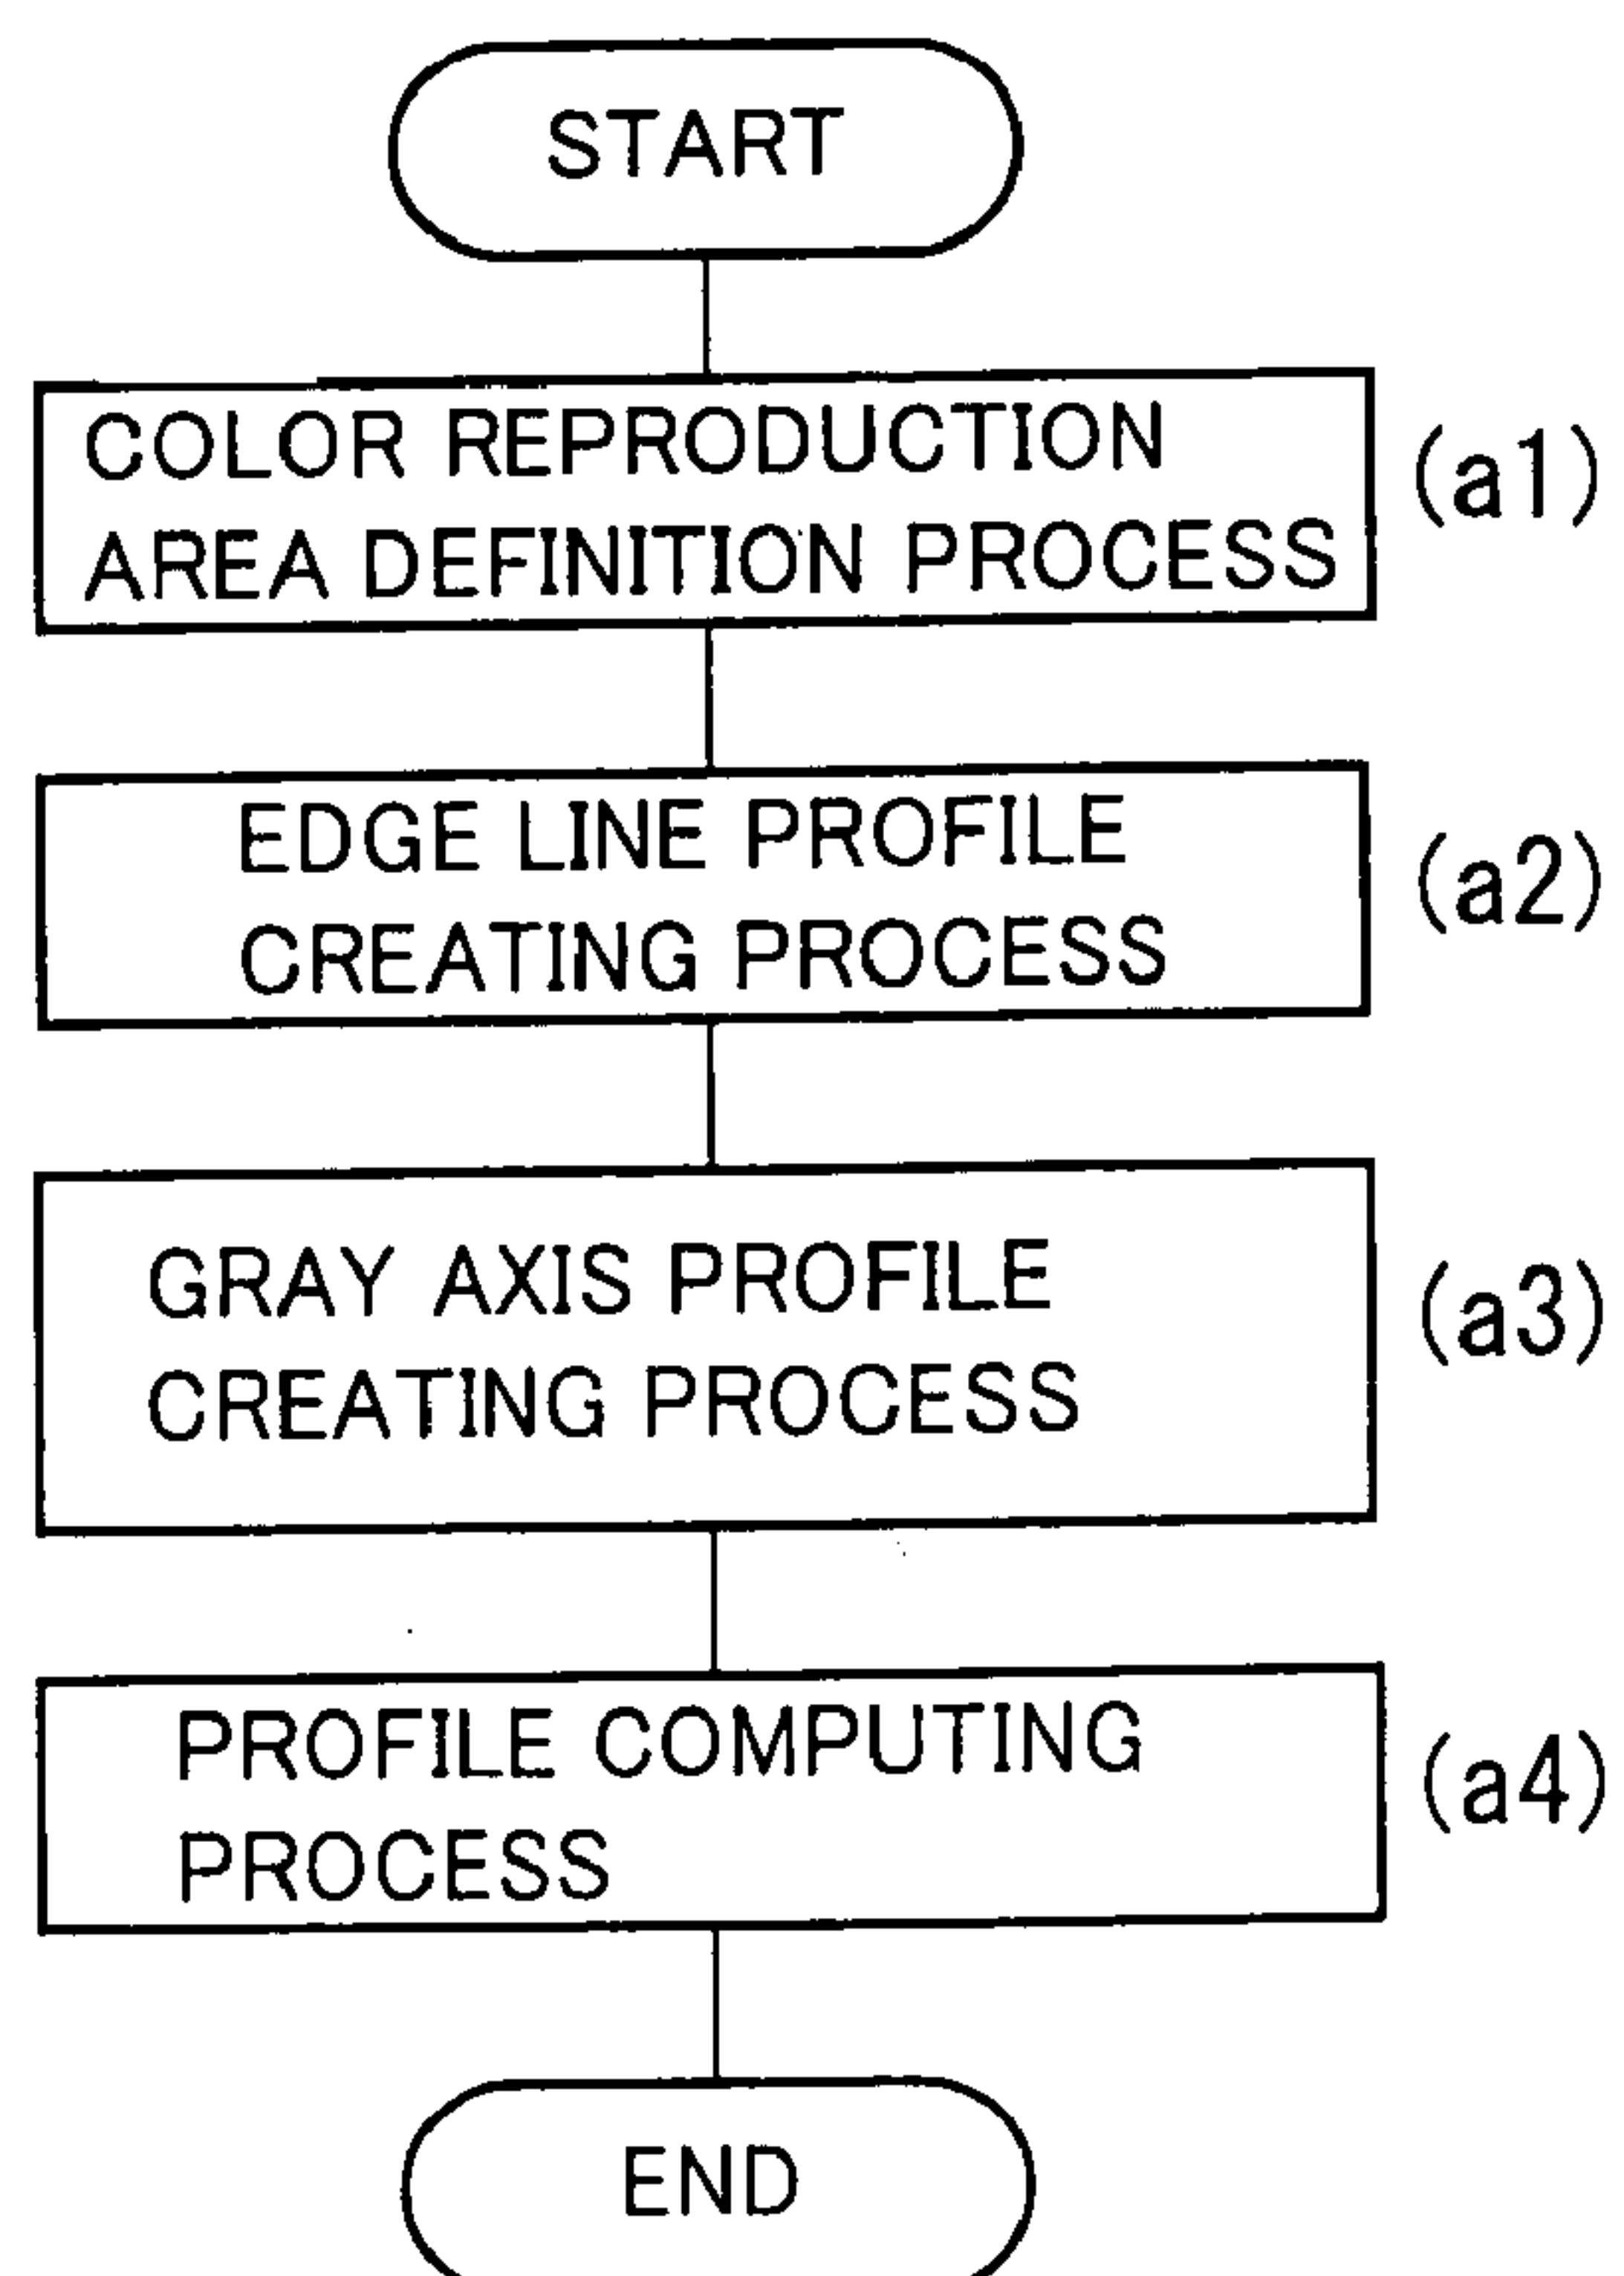 START
COLOR REPRODUCTION
AREA DEFINITION PROCESS
(a1)
EDGE LINE PROFILE
CREATING PROCESS
(a2)
GRAY AXIS PROFILE
CREATING PROCESS
(a3)
PROFILE COMPUTING
PROCESS
(a4)
END